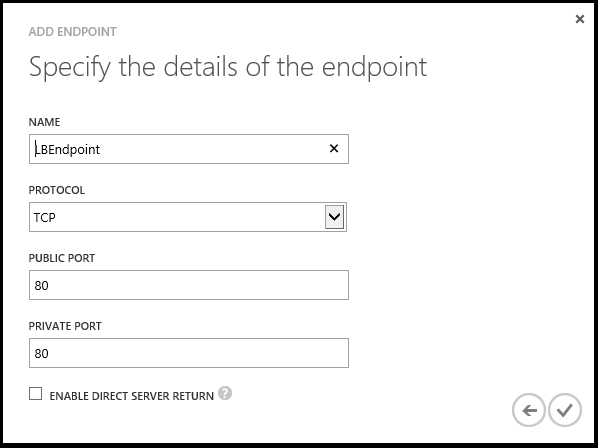 ADD ENDPOINT
Specify the details of the endpoint
NAME
LBEndpoint
PROTOCOL
TCP
PUBLIC PORT
80
PRIVATE PORT
80
ENABLE DIRECT SERVER RETURN ?